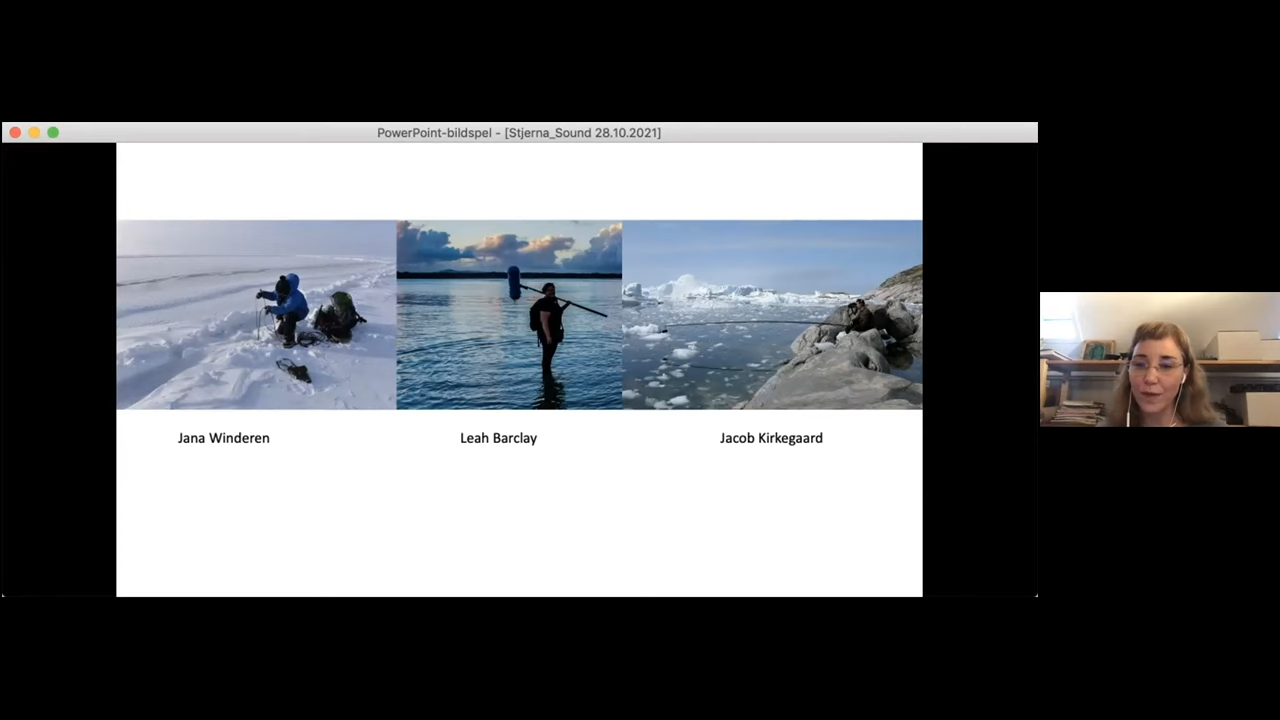 PowerPoint-bildspel - [Stjerna_Sound 28.10.2021]
Jana Winderen
Leah Barclay
Jacob Kirkegaard